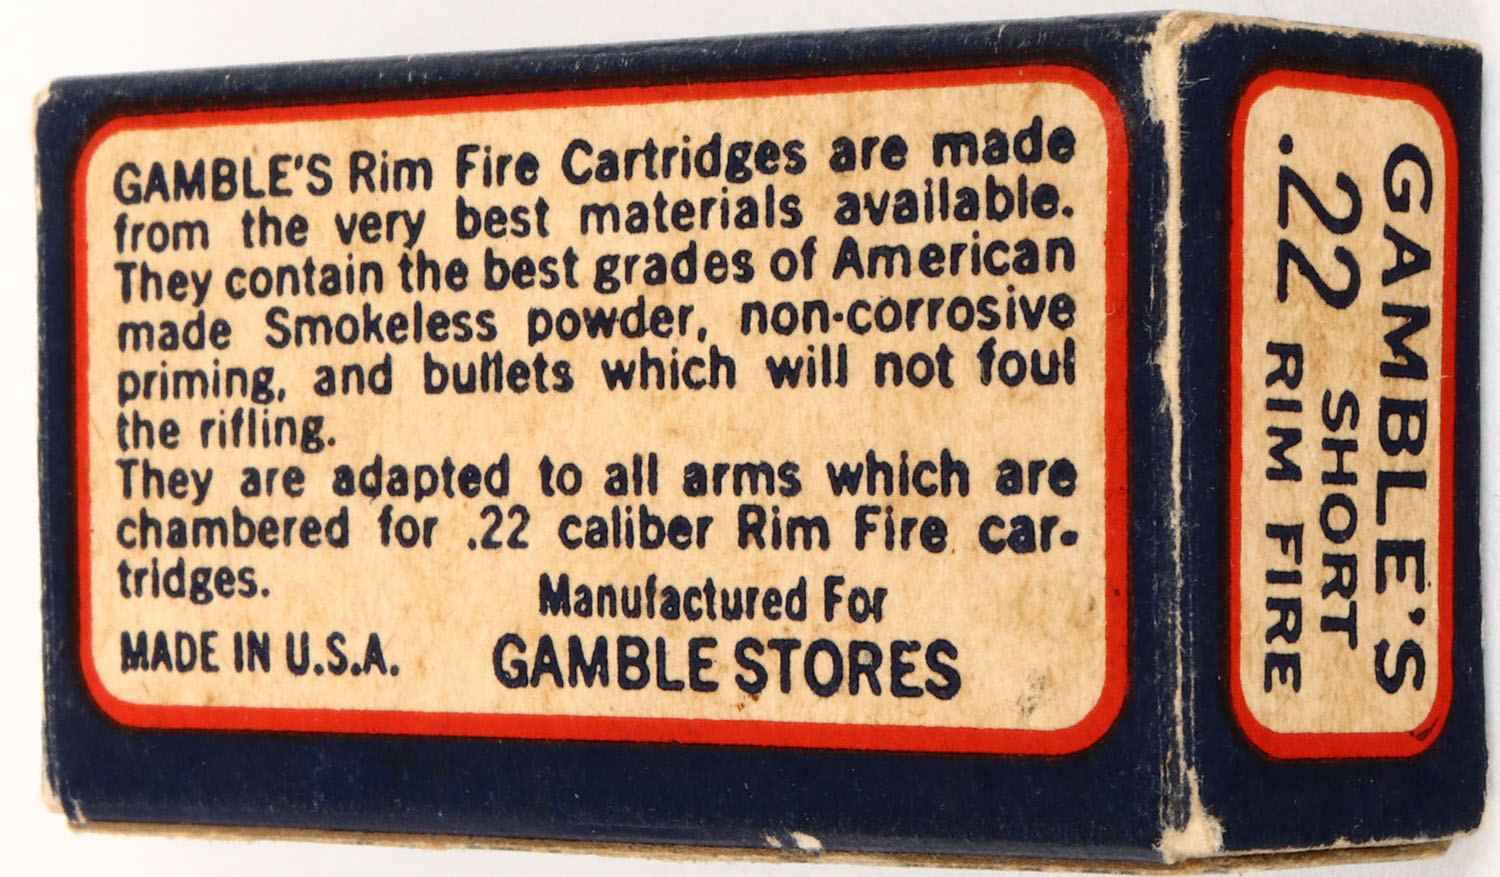 GAMBLE'S Rim Fire Cartridges are made
from the very best materials available.
They contain the best grades of American
made Smokeless powder, non-corrosive
priming, and bullets which will not foul
the rifling.
They are adapted to all arms which are
chambered for .22 caliber Rim Fire car-
tridges.
Manufactured For
MADE IN U.S.A. GAMBLE STORES
GAMBLE'S
.22 SHORT
.22 RIM FIRE